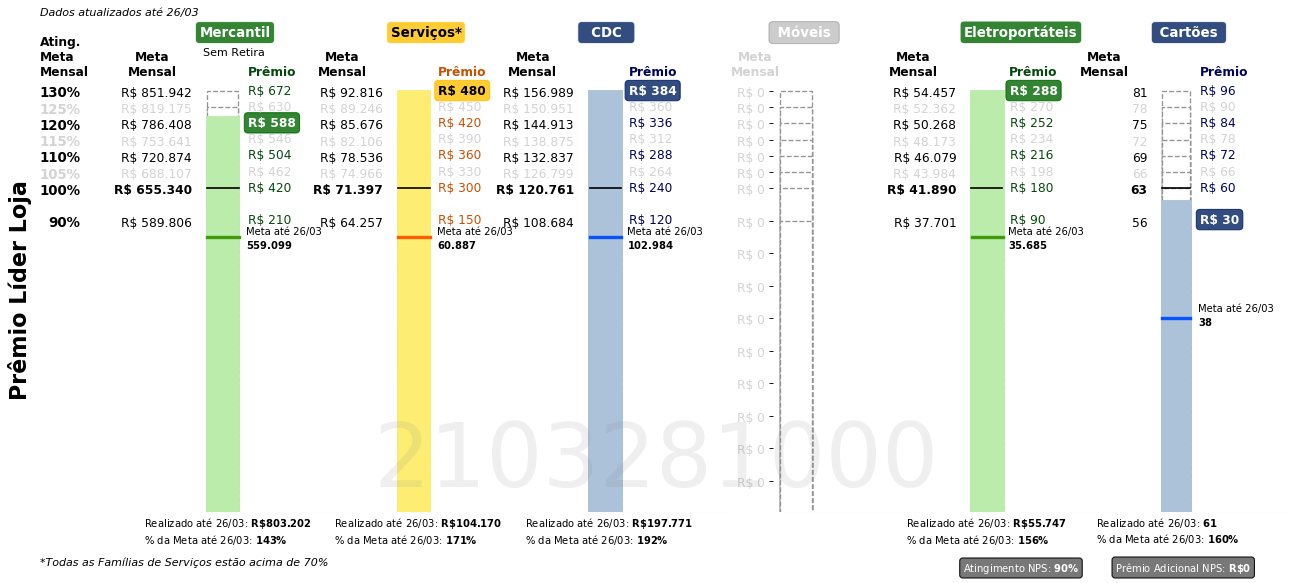 Dados atualizados até 26/03
Mercantil Serviços* CDC Móveis Eletroportáteis Cartões
Sem Retira
Ating. Meta Mensal Meta Mensal Prêmio Meta Mensal Prêmio Meta Mensal Prêmio Meta Mensal Meta Mensal Prêmio Meta Mensal Prêmio
130% R$ 851.942 R$ 672 R$ 92.816 R$ 480 R$ 156.989 R$ 384 R$ 0 R$ 54.457 R$ 288 81 R$ 96
125% R$ 819.175 R$ 630 R$ 89.246 R$ 450 R$ 150.951 R$ 360 R$ 0 R$ 52.362 R$ 270 78 R$ 90
120% R$ 786.408 R$ 588 R$ 85.676 R$ 420 R$ 144.913 R$ 336 R$ 0 R$ 50.268 R$ 252 75 R$ 84
115% R$ 753.641 R$ 546 R$ 82.106 R$ 390 R$ 138.875 R$ 312 R$ 0 R$ 48.173 R$ 234 72 R$ 78
110% R$ 720.874 R$ 504 R$ 78.536 R$ 360 R$ 132.837 R$ 288 R$ 0 R$ 46.079 R$ 216 69 R$ 72
105% R$ 688.107 R$ 462 R$ 74.966 R$ 330 R$ 126.799 R$ 264 R$ 0 R$ 43.984 R$ 198 66 R$ 66
100% R$ 655.340 R$ 420 R$ 71.397 R$ 300 R$ 120.761 R$ 240 R$ 0 R$ 41.890 R$ 180 63 R$ 60
90% R$ 589.806 R$ 210 R$ 64.257 R$ 150 R$ 108.684 R$ 120 R$ 0 R$ 37.701 R$ 90 56 R$ 30
Meta até 26/03 Meta até 26/03 Meta até 26/03 Meta até 26/03
559.099 60.887 102.984 35.685
R$ 0
R$ 0
Meta até 26/03
38
R$ 0
R$ 0
R$ 0
R$ 0
R$ 0
R$ 0
Prêmio Líder Loja
2103281000
Realizado até 26/03: R$803.202 Realizado até 26/03: R$104.170 Realizado até 26/03: R$197.771 Realizado até 26/03: R$55.747 Realizado até 26/03: 61
% da Meta até 26/03: 143% % da Meta até 26/03: 171% % da Meta até 26/03: 192% % da Meta até 26/03: 156% % da Meta até 26/03: 160%
*Todas as Famílias de Serviços estão acima de 70%
Atingimento NPS: 90% Prêmio Adicional NPS: R$0